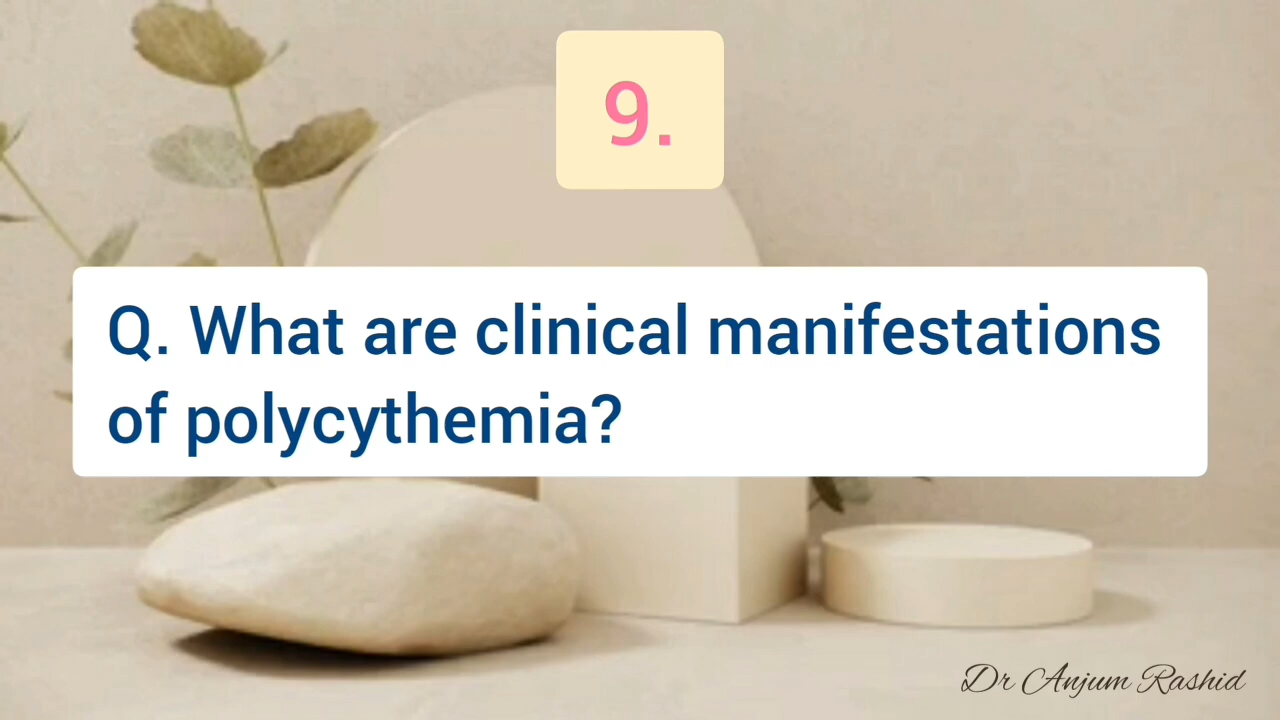 9.
Q. What are clinical manifestations
of polycythemia?
Dr Anjum Rashid